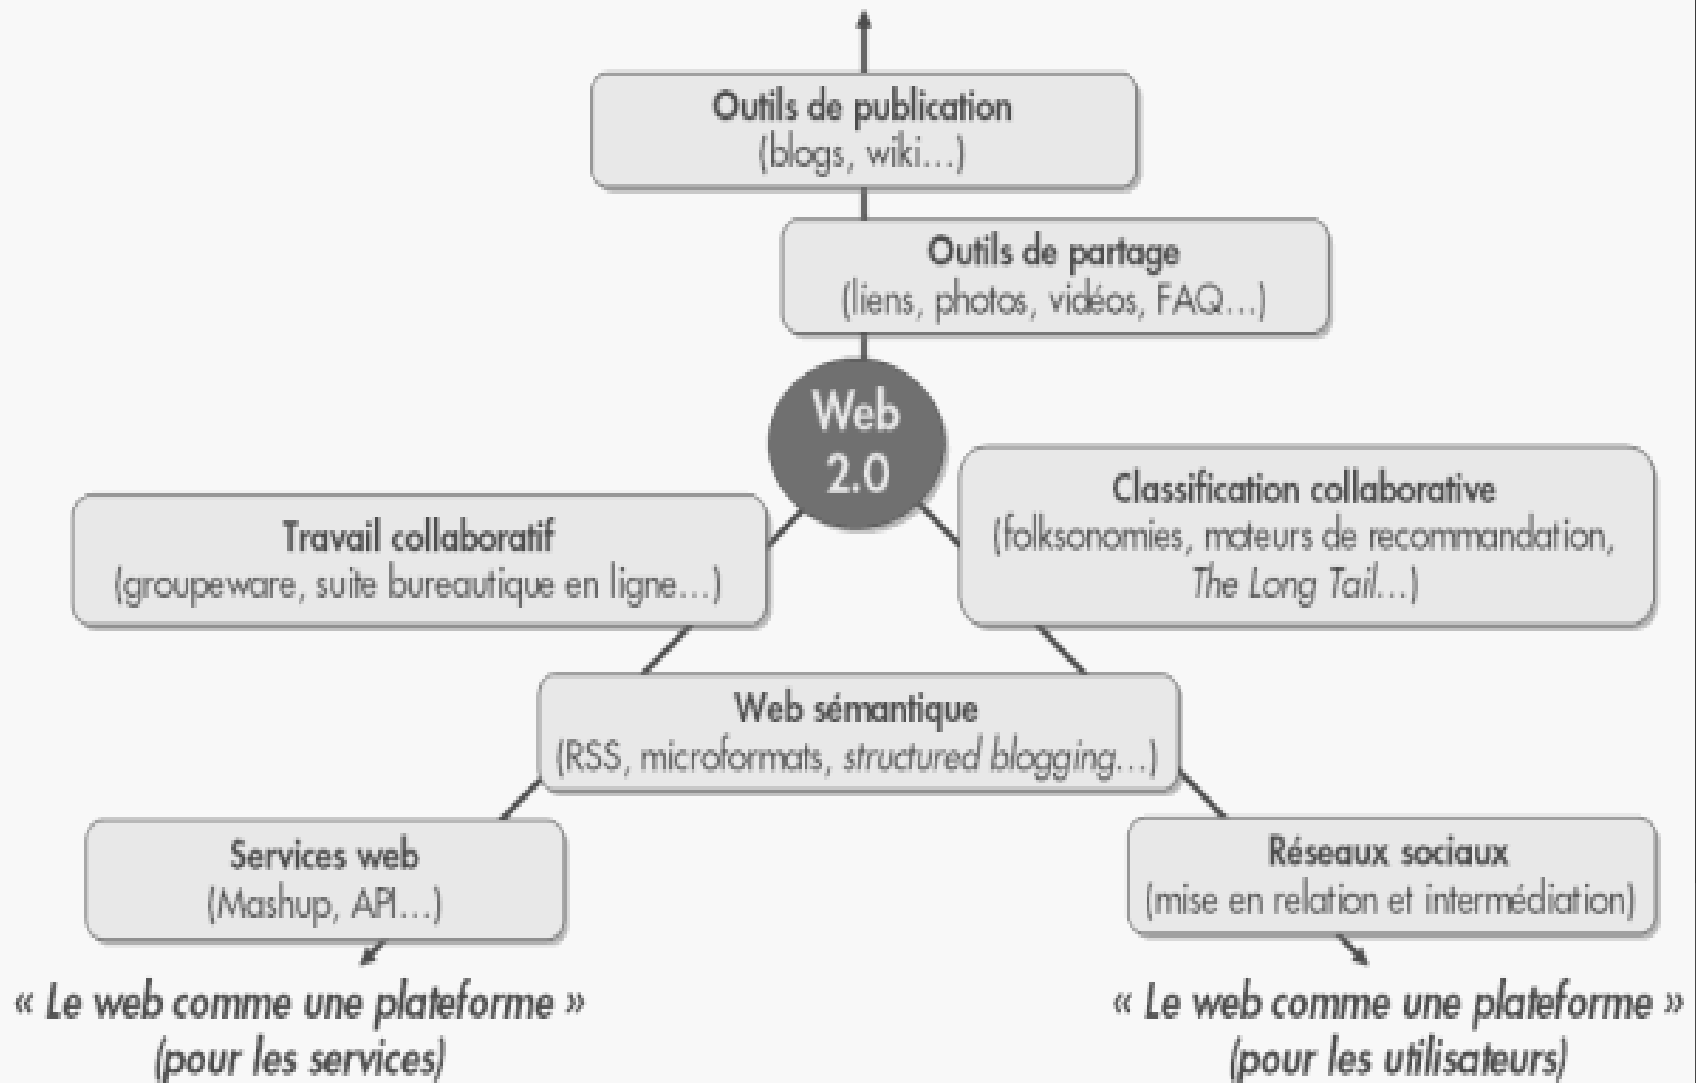 Outils de publication
(blogs, wiki...)
Outils de partage
(liens, photos, vidéos, FAQ...)
Web
2.0
Classification collaborative
(folksonomies, moteurs de recommandation,
The Long Tail...)
Travail collaboratif
(groupeware, suite bureautique en ligne...)
Web sémantique
(RSS, microformats, structured blogging...)
Services web
(Mashup, API...)
Réseaux sociaux
(mise en relation et intermédiation)
« Le web comme une plateforme »
(pour les services)
« Le web comme une plateforme »
(pour les utilisateurs)